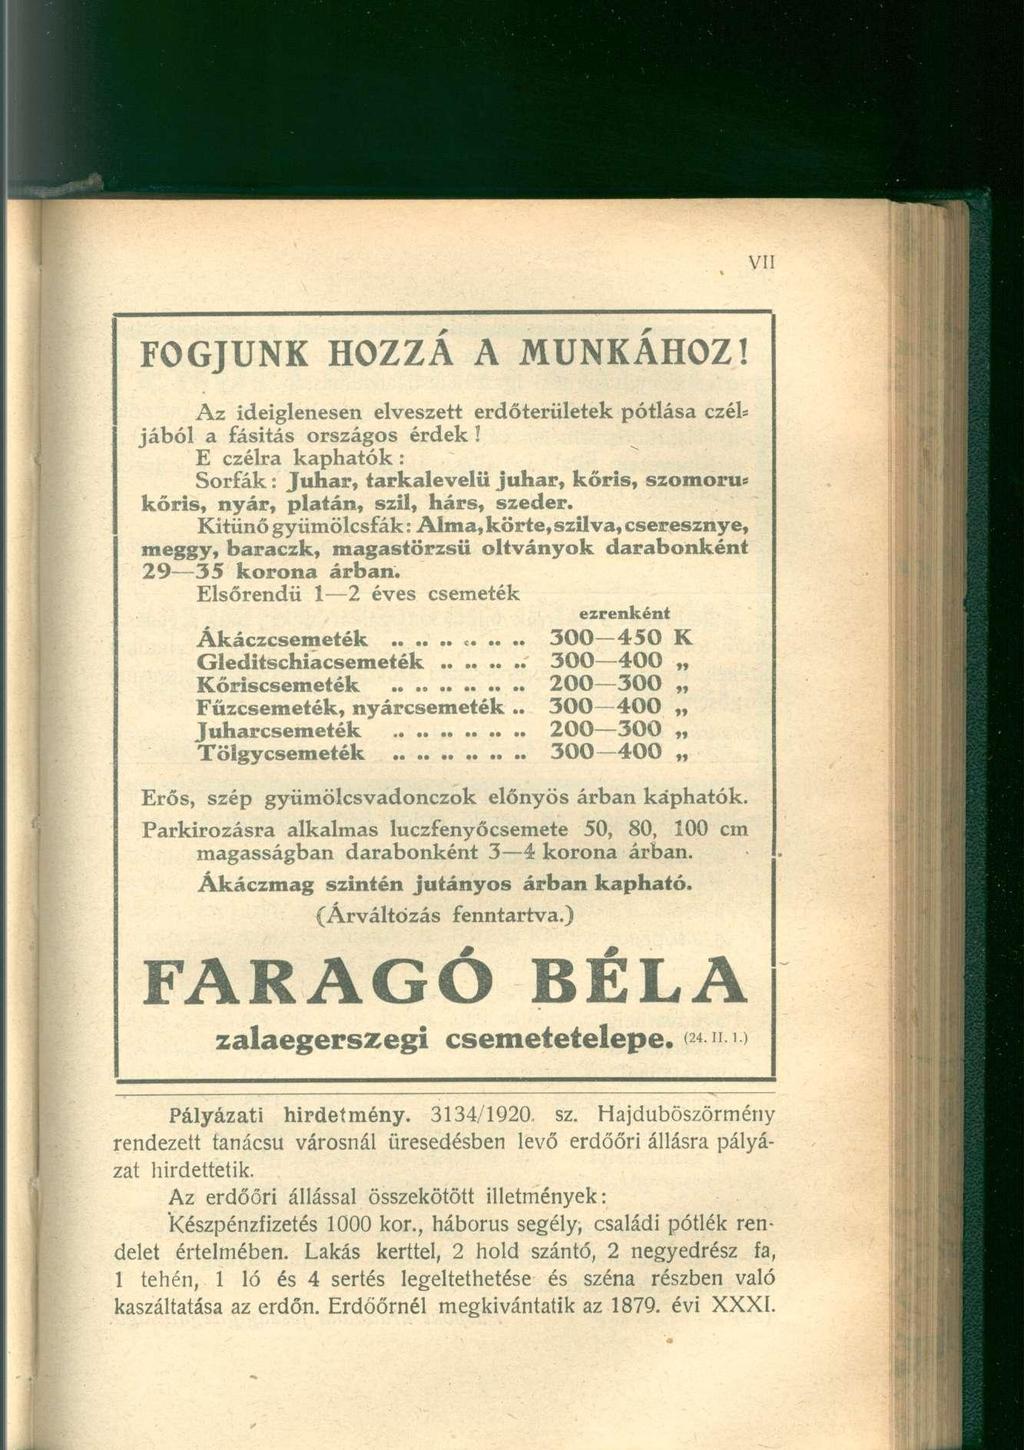 VII
FOGJUNK HOZZÁ A MUNKÁHOZ!
Az ideiglenesen elveszett erdőterületek pótlása czél-
jából a fásitás országos érdek!
E czélra kaphatók:
Sorfák: Juhar, tarkalevelü juhar, kőris, szomoru-
kőris, nyár, platán, szil, hárs, szeder.
Kitünő gyümölcsfák: Alma, körte, szilva, cseresznye,
meggy, baraczk, magastörzsü oltványok darabonként
29—35 korona árban.
Elsőrendü 1—2 éves csemeték
ezrenként
Ákáczcsemeték .. .. .. .. .. .. .. 300—450 K
Gleditschiacsemeték .. .. .. .. .. 300—400 „
Kőriscsemeték .. .. .. .. .. .. .. 200—300 „
Fűzcsemeték, nyárcsemeték .. 300—400 „
Juharcsemeték .. .. .. .. .. .. .. 200—300 „
Tölgycsemeték .. .. .. .. .. .. .. 300—400 „
Erős, szép gyümölcsvadonczok előnyös árban kaphatók.
Parkirozásra alkalmas luczfenyőcsemete 50, 80, 100 cm
magasságban darabonként 3—4 korona árban.
Ákáczmag szintén jutányos árban kapható.
(Árváltozás fenntartva.)
FARAGÓ BÉLA
zalaegerszegi csemetetelepe. (24. II. 1.)
Pályázati hirdetmény. 3134/1920. sz. Hajduböszörmény
rendezett tanácsu városnál üresedésben levő erdőőri állásra pályá-
zat hirdettetik.
Az erdőőri állással összekötött illetmények:
Készpénzfizetés 1000 kor., háborus segély, családi pótlék ren-
delet értelmében. Lakás kerttel, 2 hold szántó, 2 negyedrész fa,
1 tehén, 1 ló és 4 sertés legeltethetése és széna részben való
kaszáltatása az erdőn. Erdőőrnél megkivántatik az 1879. évi XXXI.